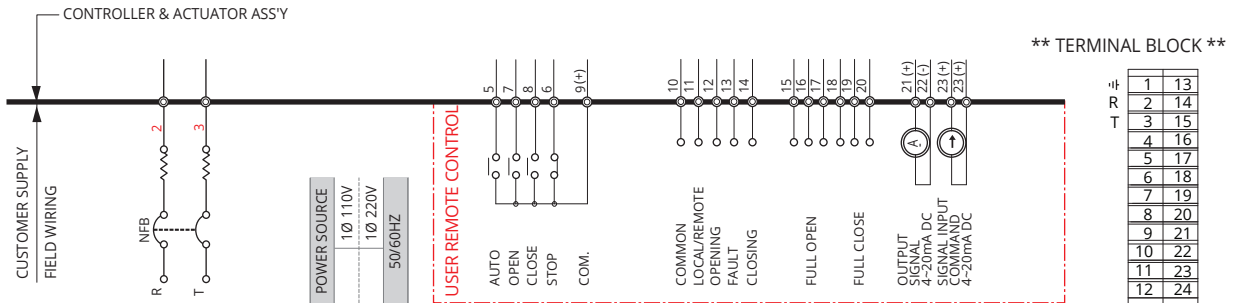 CONTROLLER & ACTUATOR ASS'Y
CUSTOMER SUPPLY
FIELD WIRING
2
3
NFB
R
T
POWER SOURCE
1Ø 110V
1Ø 220V
50/60HZ
USER REMOTE CONTROL
5
7
8
6
9(+)
AUTO
OPEN
CLOSE
STOP
COM.
10
11
12
13
14
COMMON
LOCAL/REMOTE
OPENING
FAULT
CLOSING
15
16
17
18
19
20
FULL OPEN
FULL CLOSE
21 (+)
22 (-)
23 (+)
23 (+)
A
OUTPUT
SIGNAL
4~20mA DC
SIGNAL INPUT
COMMAND
4~20mA DC
** TERMINAL BLOCK **
1 13
R 2 14
T 3 15
4 16
5 17
6 18
7 19
8 20
9 21
10 22
11 23
12 24